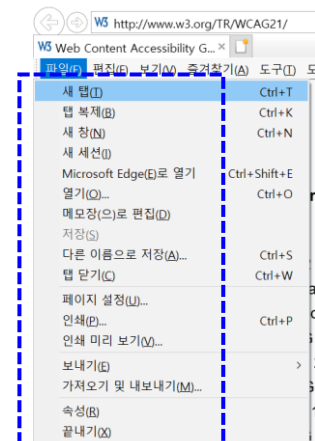 http://www.w3.org/TR/WCAG21/
W3 Web Content Accessibility G... ×
파일(F) 편집(E) 보기(V) 즐겨찾기(A) 도구(T)
새 탭(T) Ctrl+T
탭 복제(B) Ctrl+K
새 창(N) Ctrl+N
새 세션(I)
Microsoft Edge(E)로 열기 Ctrl+Shift+E
열기(O)... Ctrl+O
메모장(으)로 편집(D)
저장(S)
다른 이름으로 저장(A)... Ctrl+S
탭 닫기(C) Ctrl+W
페이지 설정(U)...
인쇄(P)... Ctrl+P
인쇄 미리 보기(V)...
보내기(E) >
가져오기 및 내보내기(M)...
속성(R)
끝내기(X)